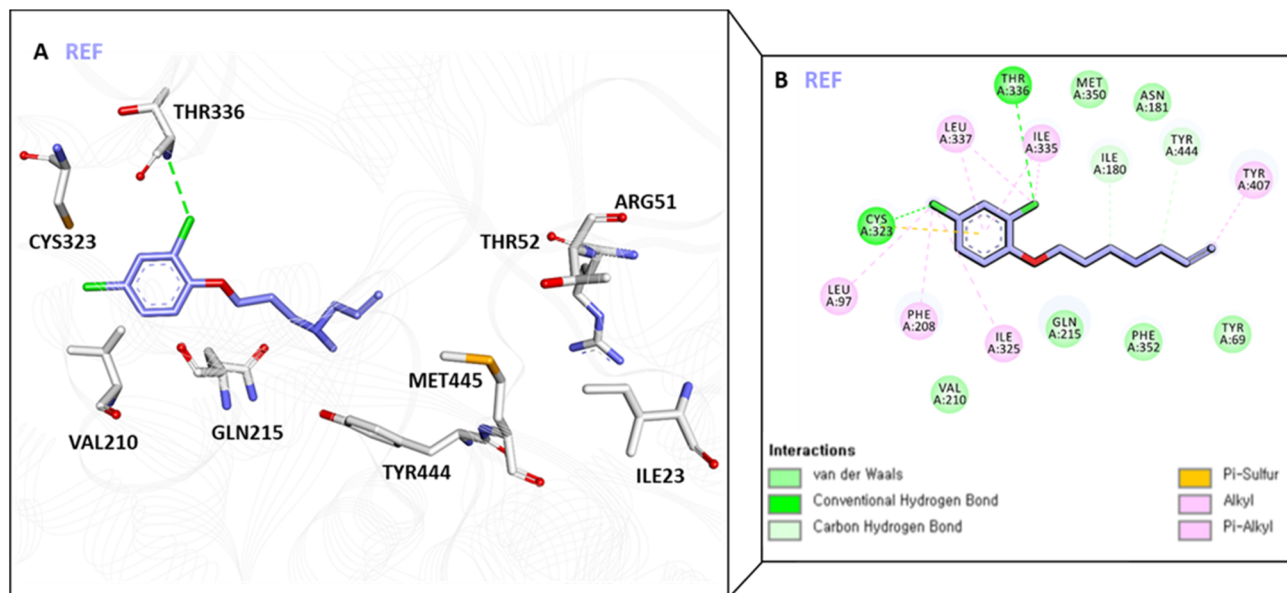 A REF
THR336
CYS323
ARG51
THR52
MET445
VAL210
GLN215
TYR444
ILE23
B REF
THR
A:336
MET
A:350
ASN
A:181
LEU
A:337
ILE
A:335
TYR
A:444
ILE
A:180
TYR
A:407
CYS
A:323
LEU
A:97
PHE
A:208
ILE
A:325
GLN
A:215
PHE
A:352
TYR
A:69
VAL
A:210
Interactions
van der Waals
Conventional Hydrogen Bond
Carbon Hydrogen Bond
Pi-Sulfur
Alkyl
Pi-Alkyl